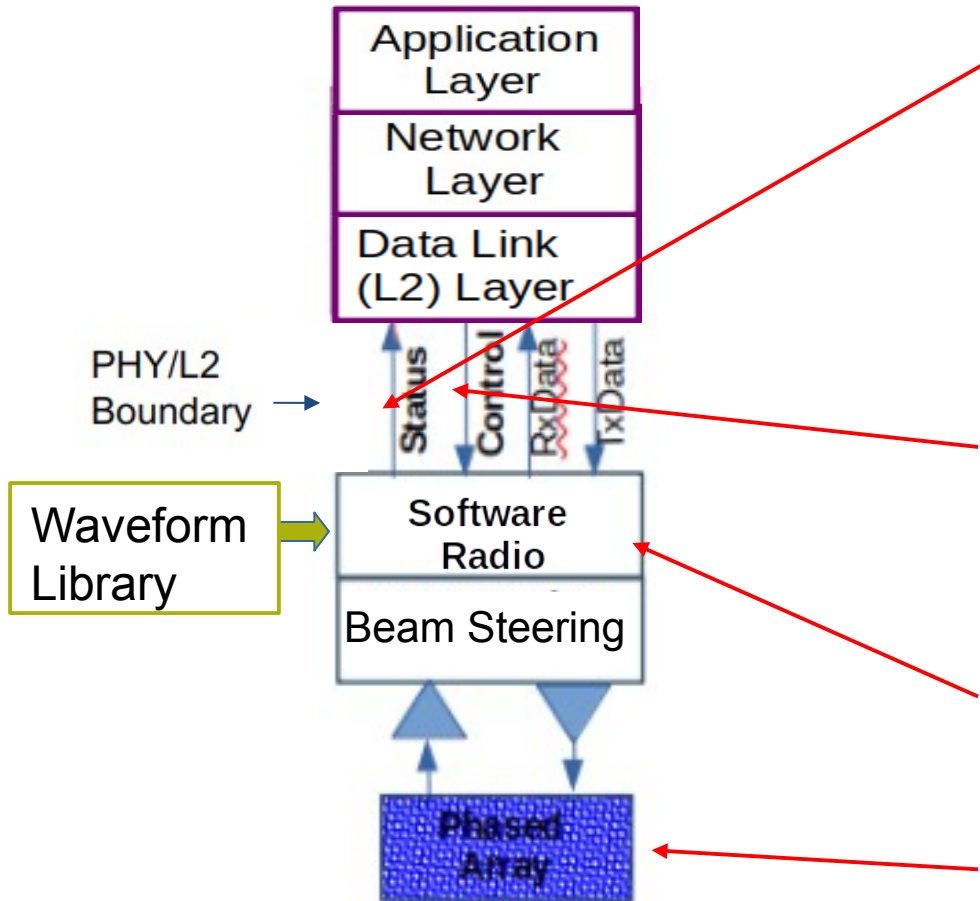 Application
Layer
Network
Layer
Data Link
(L2) Layer
PHY/L2
Boundary
Status
Control
RxData
TxData
Waveform
Library
Software
Radio
Beam Steering
Phased
Array